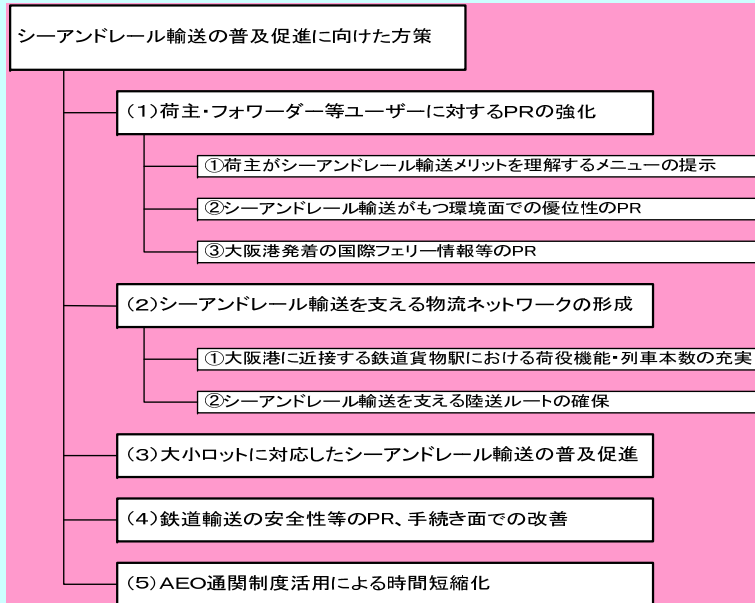 シーアンドレール輸送の普及促進に向けた方策
(1)荷主・フォワーダー等ユーザーに対するPRの強化
①荷主がシーアンドレール輸送メリットを理解するメニューの提示
②シーアンドレール輸送がもつ環境面での優位性のPR
③大阪港発着の国際フェリー情報等のPR
(2)シーアンドレール輸送を支える物流ネットワークの形成
①大阪港に近接する鉄道貨物駅における荷役機能・列車本数の充実
②シーアンドレール輸送を支える陸送ルートの確保
(3)大小ロットに対応したシーアンドレール輸送の普及促進
(4)鉄道輸送の安全性等のPR、手続き面での改善
(5)AEO通関制度活用による時間短縮化